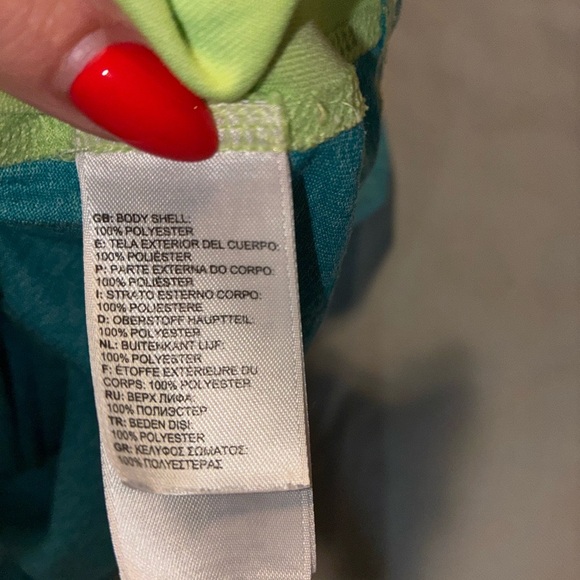 GB: BODY SHELL:
100% POLYESTER
E: TELA EXTERIOR DEL CUERPO:
100% POLIÉSTER
P: PARTE EXTERNA DO CORPO:
100% POLIÉSTER
I: STRATO ESTERNO CORPO:
100% POLIESTERE
D: OBERSTOFF HAUPTTEIL:
100% POLYESTER
NL: BUITENKANT LIJF:
100% POLYESTER
F: ÉTOFFE EXTÉRIEURE DU
CORPS: 100% POLYESTER
RU: ВЕРХ ЛИФА:
100% ПОЛИЭСТЕР
TR: BEDEN DIŞI:
100% POLYESTER
GR: ΚΕΛΥΦΟΣ ΣΩΜΑΤΟΣ:
100% ΠΟΛΥΕΣΤΕΡΑΣ